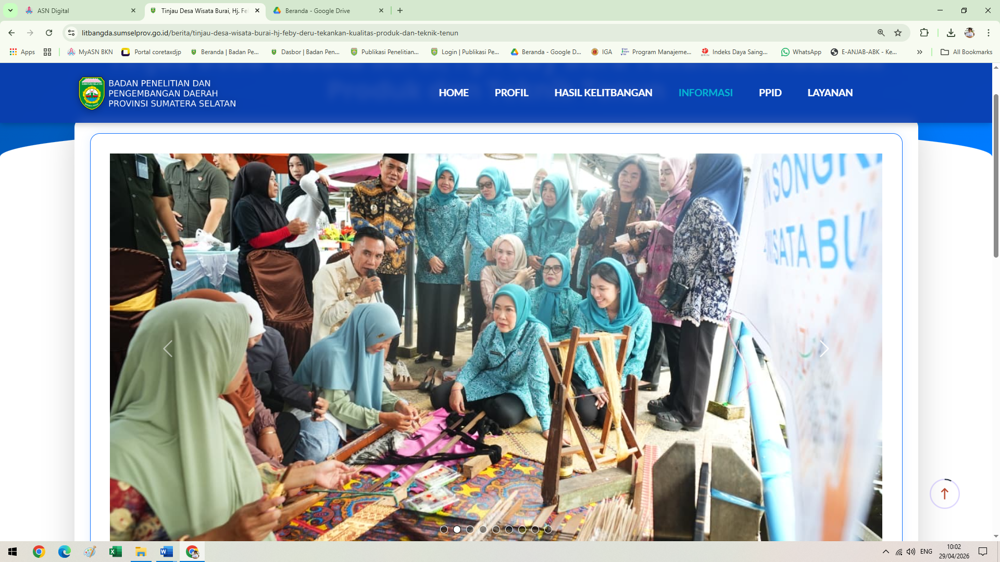 ASN Digital
Tinjau Desa Wisata Burai, Hj. Fe
Beranda - Google Drive
litbangda.sumselprov.go.id/berita/tinjau-desa-wisata-burai-hj-feby-deru-tekankan-kualitas-produk-dan-teknik-tenun
Apps
MyASN BKN
Portal coretaxdjp
Beranda | Badan Pe...
Dasbor | Badan Pen...
Publikasi Penelitian...
Login | Publikasi Pe...
Beranda - Google D...
IGA
Program Manajeme...
Indeks Daya Saing...
WhatsApp
E-ANJAB-ABK - Ke...
All Bookmarks
BADAN PENELITIAN DAN
PENGEMBANGAN DAERAH
PROVINSI SUMATERA SELATAN
HOME
PROFIL
HASIL KELITBANGAN
INFORMASI
PPID
LAYANAN
SONGK
ATA BU
ENG
10:02
29/04/2026